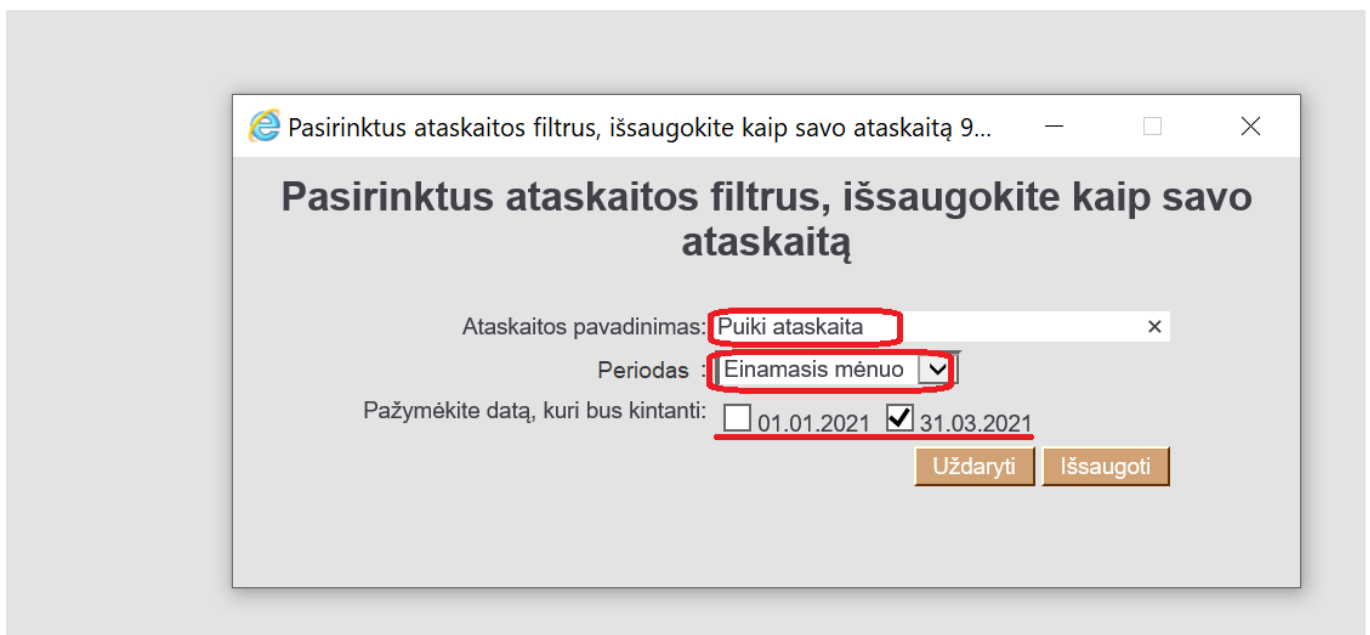 Pasirinktus ataskaitos filtrus, išsaugokite kaip savo ataskaitą 9...
Pasirinktus ataskaitos filtrus, išsaugokite kaip savo
ataskaitą
Ataskaitos pavadinimas: Puiki ataskaita
Periodas : Einamasis mėnuo
Pažymėkite datą, kuri bus kintanti: 01.01.2021 31.03.2021
Uždaryti Išsaugoti